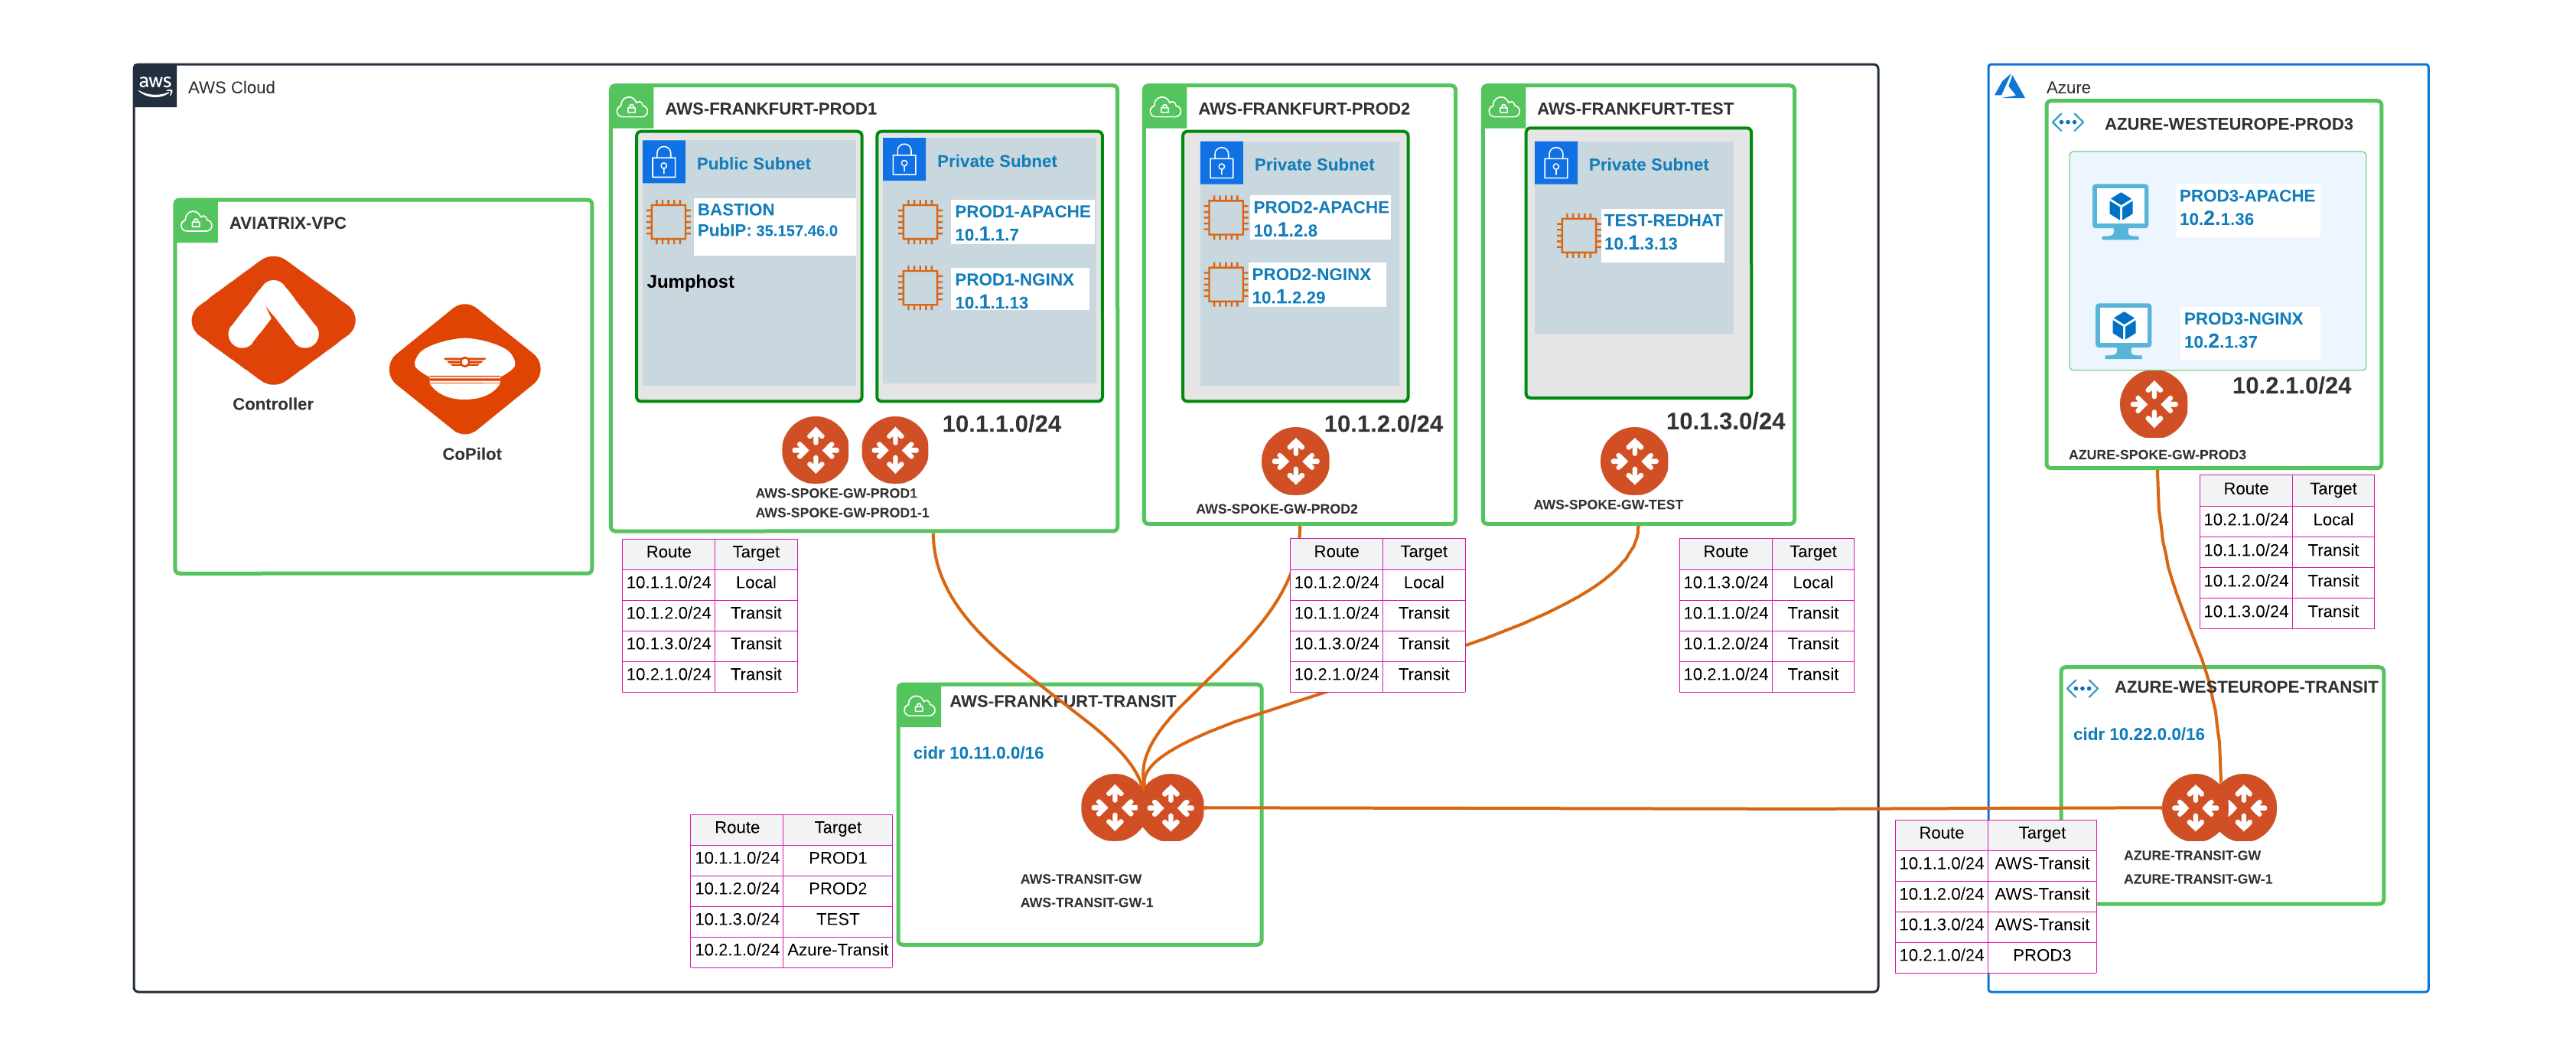 aws
AWS Cloud
AVIATRIX-VPC
Controller
CoPilot
AWS-FRANKFURT-PROD1
Public Subnet
BASTION
PubIP: 35.157.46.0
Jumphost
Private Subnet
PROD1-APACHE
10.1.1.7
PROD1-NGINX
10.1.1.13
10.1.1.0/24
AWS-SPOKE-GW-PROD1
AWS-SPOKE-GW-PROD1-1
Route Target
10.1.1.0/24 Local
10.1.2.0/24 Transit
10.1.3.0/24 Transit
10.2.1.0/24 Transit
AWS-FRANKFURT-PROD2
Private Subnet
PROD2-APACHE
10.1.2.8
PROD2-NGINX
10.1.2.29
10.1.2.0/24
AWS-SPOKE-GW-PROD2
Route Target
10.1.2.0/24 Local
10.1.1.0/24 Transit
10.1.3.0/24 Transit
10.2.1.0/24 Transit
AWS-FRANKFURT-TEST
Private Subnet
TEST-REDHAT
10.1.3.13
10.1.3.0/24
AWS-SPOKE-GW-TEST
Route Target
10.1.3.0/24 Local
10.1.1.0/24 Transit
10.1.2.0/24 Transit
10.2.1.0/24 Transit
AWS-FRANKFURT-TRANSIT
cidr 10.11.0.0/16
AWS-TRANSIT-GW
AWS-TRANSIT-GW-1
Route Target
10.1.1.0/24 PROD1
10.1.2.0/24 PROD2
10.1.3.0/24 TEST
10.2.1.0/24 Azure-Transit
Azure
AZURE-WESTEUROPE-PROD3
PROD3-APACHE
10.2.1.36
PROD3-NGINX
10.2.1.37
10.2.1.0/24
AZURE-SPOKE-GW-PROD3
Route Target
10.2.1.0/24 Local
10.1.1.0/24 Transit
10.1.2.0/24 Transit
10.1.3.0/24 Transit
AZURE-WESTEUROPE-TRANSIT
cidr 10.22.0.0/16
AZURE-TRANSIT-GW
AZURE-TRANSIT-GW-1
Route Target
10.1.1.0/24 AWS-Transit
10.1.2.0/24 AWS-Transit
10.1.3.0/24 AWS-Transit
10.2.1.0/24 PROD3